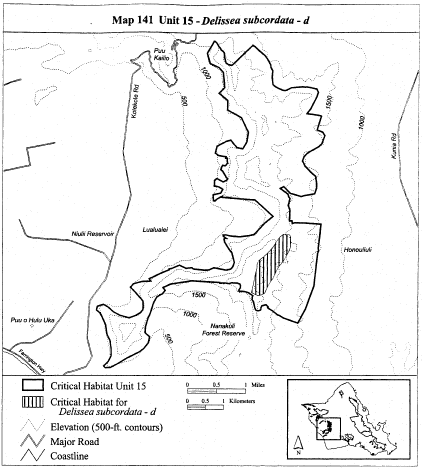 Map 141 Unit 15 - Delissea subcordata - d
Puu
Kailio
Kolekole Rd
500
1000
1500
1000
Kunia Rd
Niulii Reservoir
Lualualei
Honouliuli
Puu o Hulu Uka
1500
1000
500
Nanakuli
Forest Reserve
Farrington Hwy
Critical Habitat Unit 15
Critical Habitat for
Delissea subcordata - d
Elevation (500-ft. contours)
Major Road
Coastline
0 0.5 1 Miles
0 0.5 1 Kilometers
N